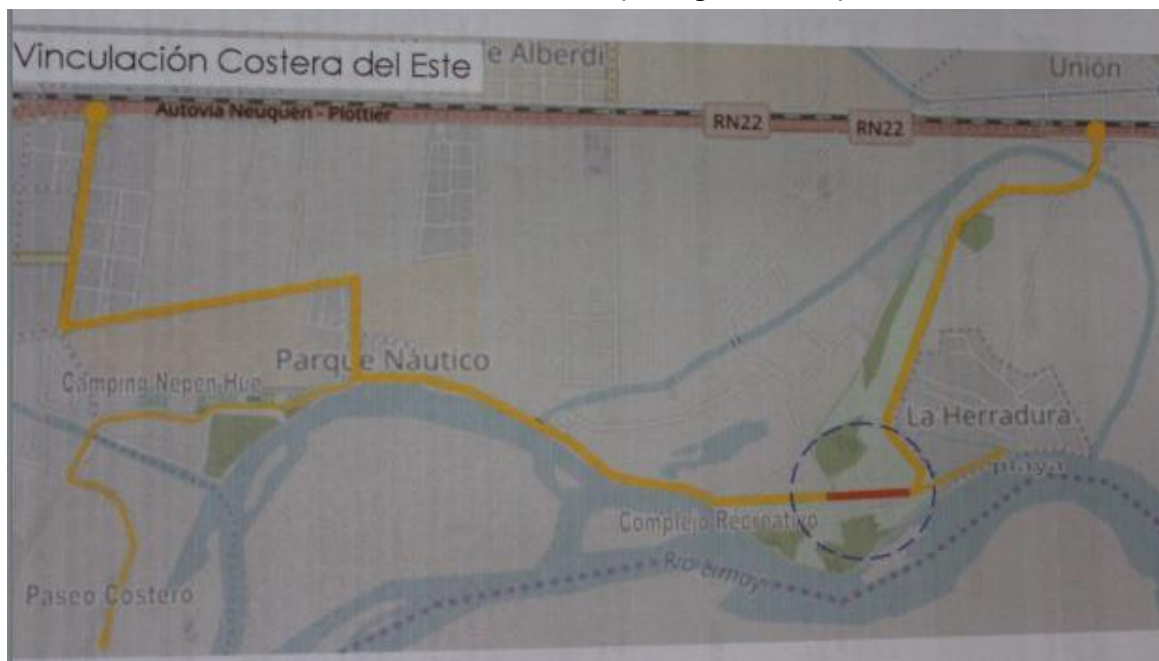 Vinculación Costera del Este
e Alberdi
Unión
Autovía Neuquén - Plottier
RN22
RN22
Parque Náutico
Camping Nepen Hue
La Herradura
playa
Complejo Recreativo
Río Limay
Paseo Costero